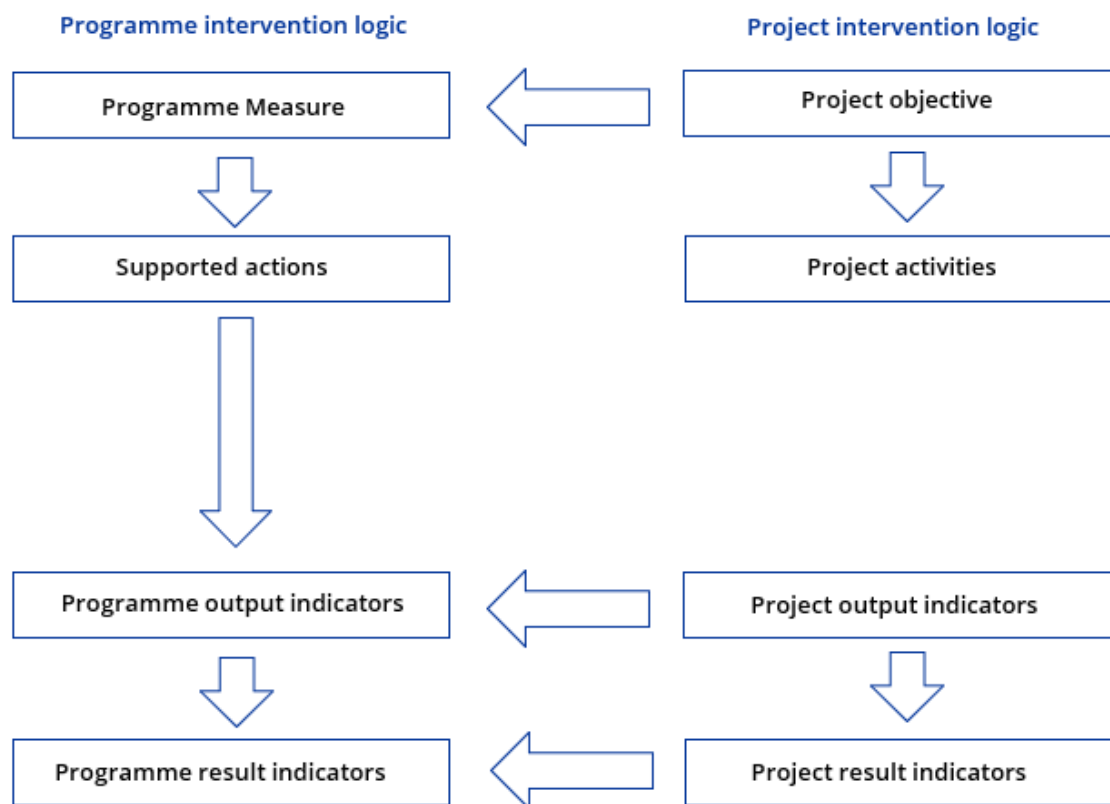 Programme intervention logic
Project intervention logic
Programme Measure
Project objective
Supported actions
Project activities
Programme output indicators
Project output indicators
Programme result indicators
Project result indicators